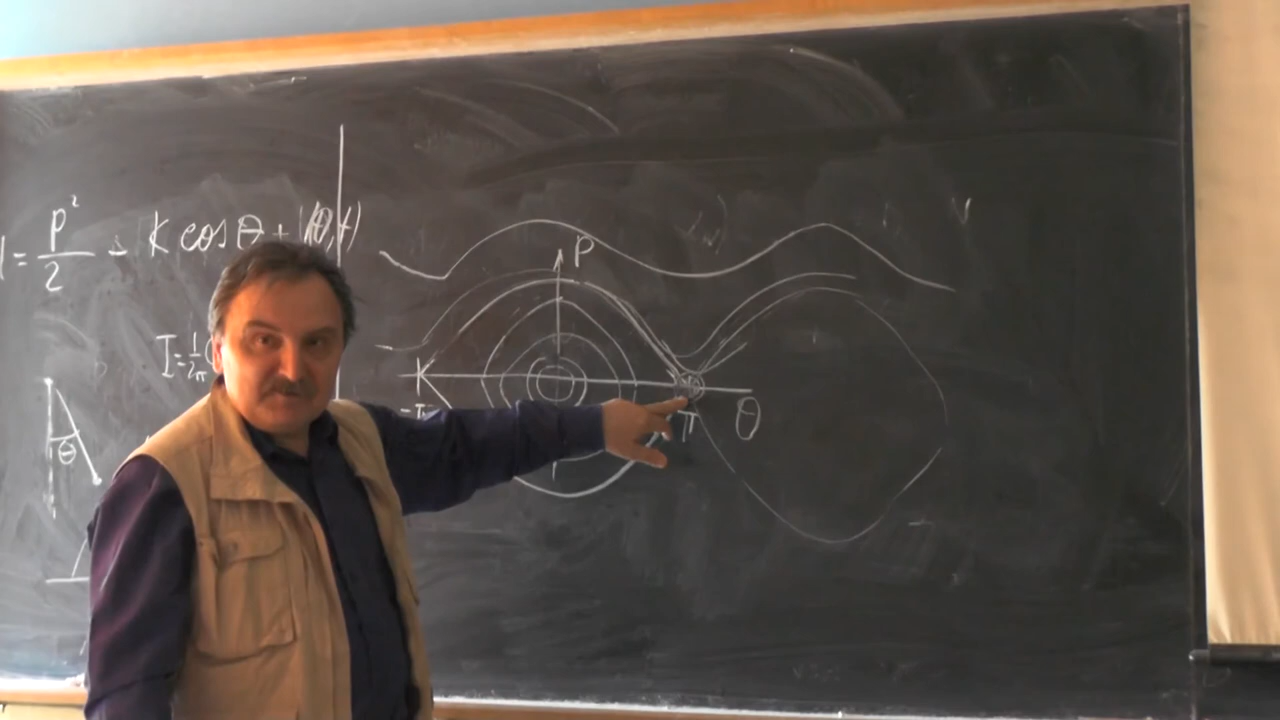 = p²/2 - K cos θ +
I = 1/2π
θ
P
-π
π
θ